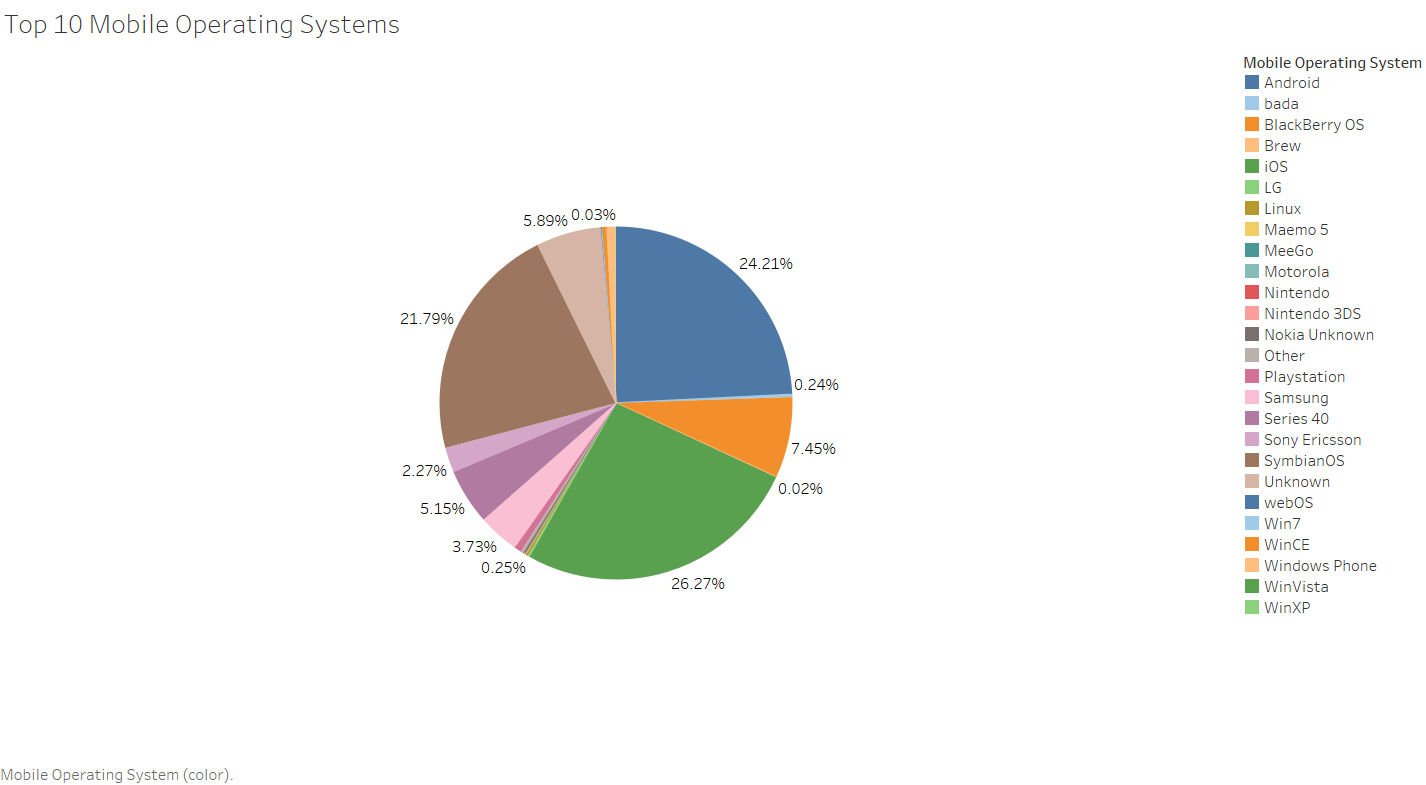 Top 10 Mobile Operating Systems
Mobile Operating System
Android
bada
BlackBerry OS
Brew
iOS
LG
Linux
Maemo 5
MeeGo
Motorola
Nintendo
Nintendo 3DS
Nokia Unknown
Other
Playstation
Samsung
Series 40
Sony Ericsson
SymbianOS
Unknown
webOS
Win7
WinCE
Windows Phone
WinVista
WinXP
5.89%
0.03%
24.21%
21.79%
0.24%
7.45%
2.27%
0.02%
5.15%
3.73%
0.25%
26.27%
Mobile Operating System (color).